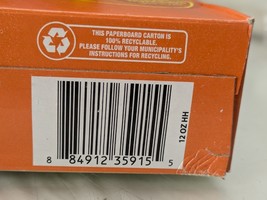 THIS PAPERBOARD CARTON IS
100% RECYCLABLE.
PLEASE FOLLOW YOUR MUNICIPALITY'S
INSTRUCTIONS FOR RECYCLING.
12 OZ HH
8 84912 35915 5